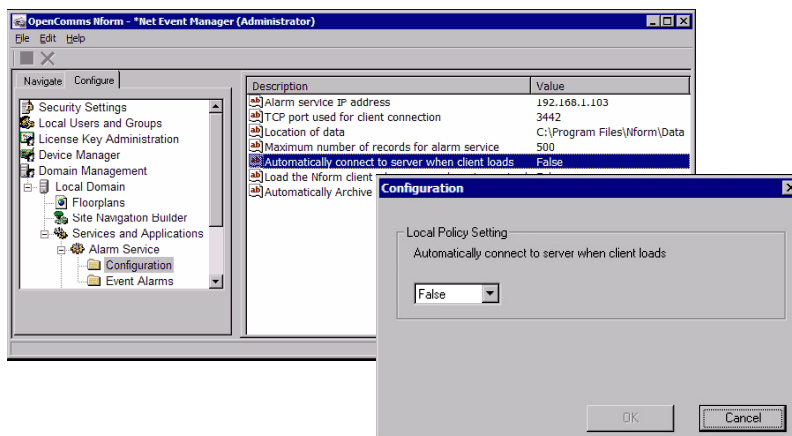 OpenComms Nform - *Net Event Manager (Administrator)
File Edit Help
Navigate Configure
Security Settings
Local Users and Groups
License Key Administration
Device Manager
Domain Management
Local Domain
Floorplans
Site Navigation Builder
Services and Applications
Alarm Service
Configuration
Event Alarms
Description Value
Alarm service IP address 192.168.1.103
TCP port used for client connection 3442
Location of data C:\Program Files\Nform\Data
Maximum number of records for alarm service 500
Automatically connect to server when client loads False
Load the Nform client
Automatically Archive
Configuration
Local Policy Setting
Automatically connect to server when client loads
False
OK Cancel